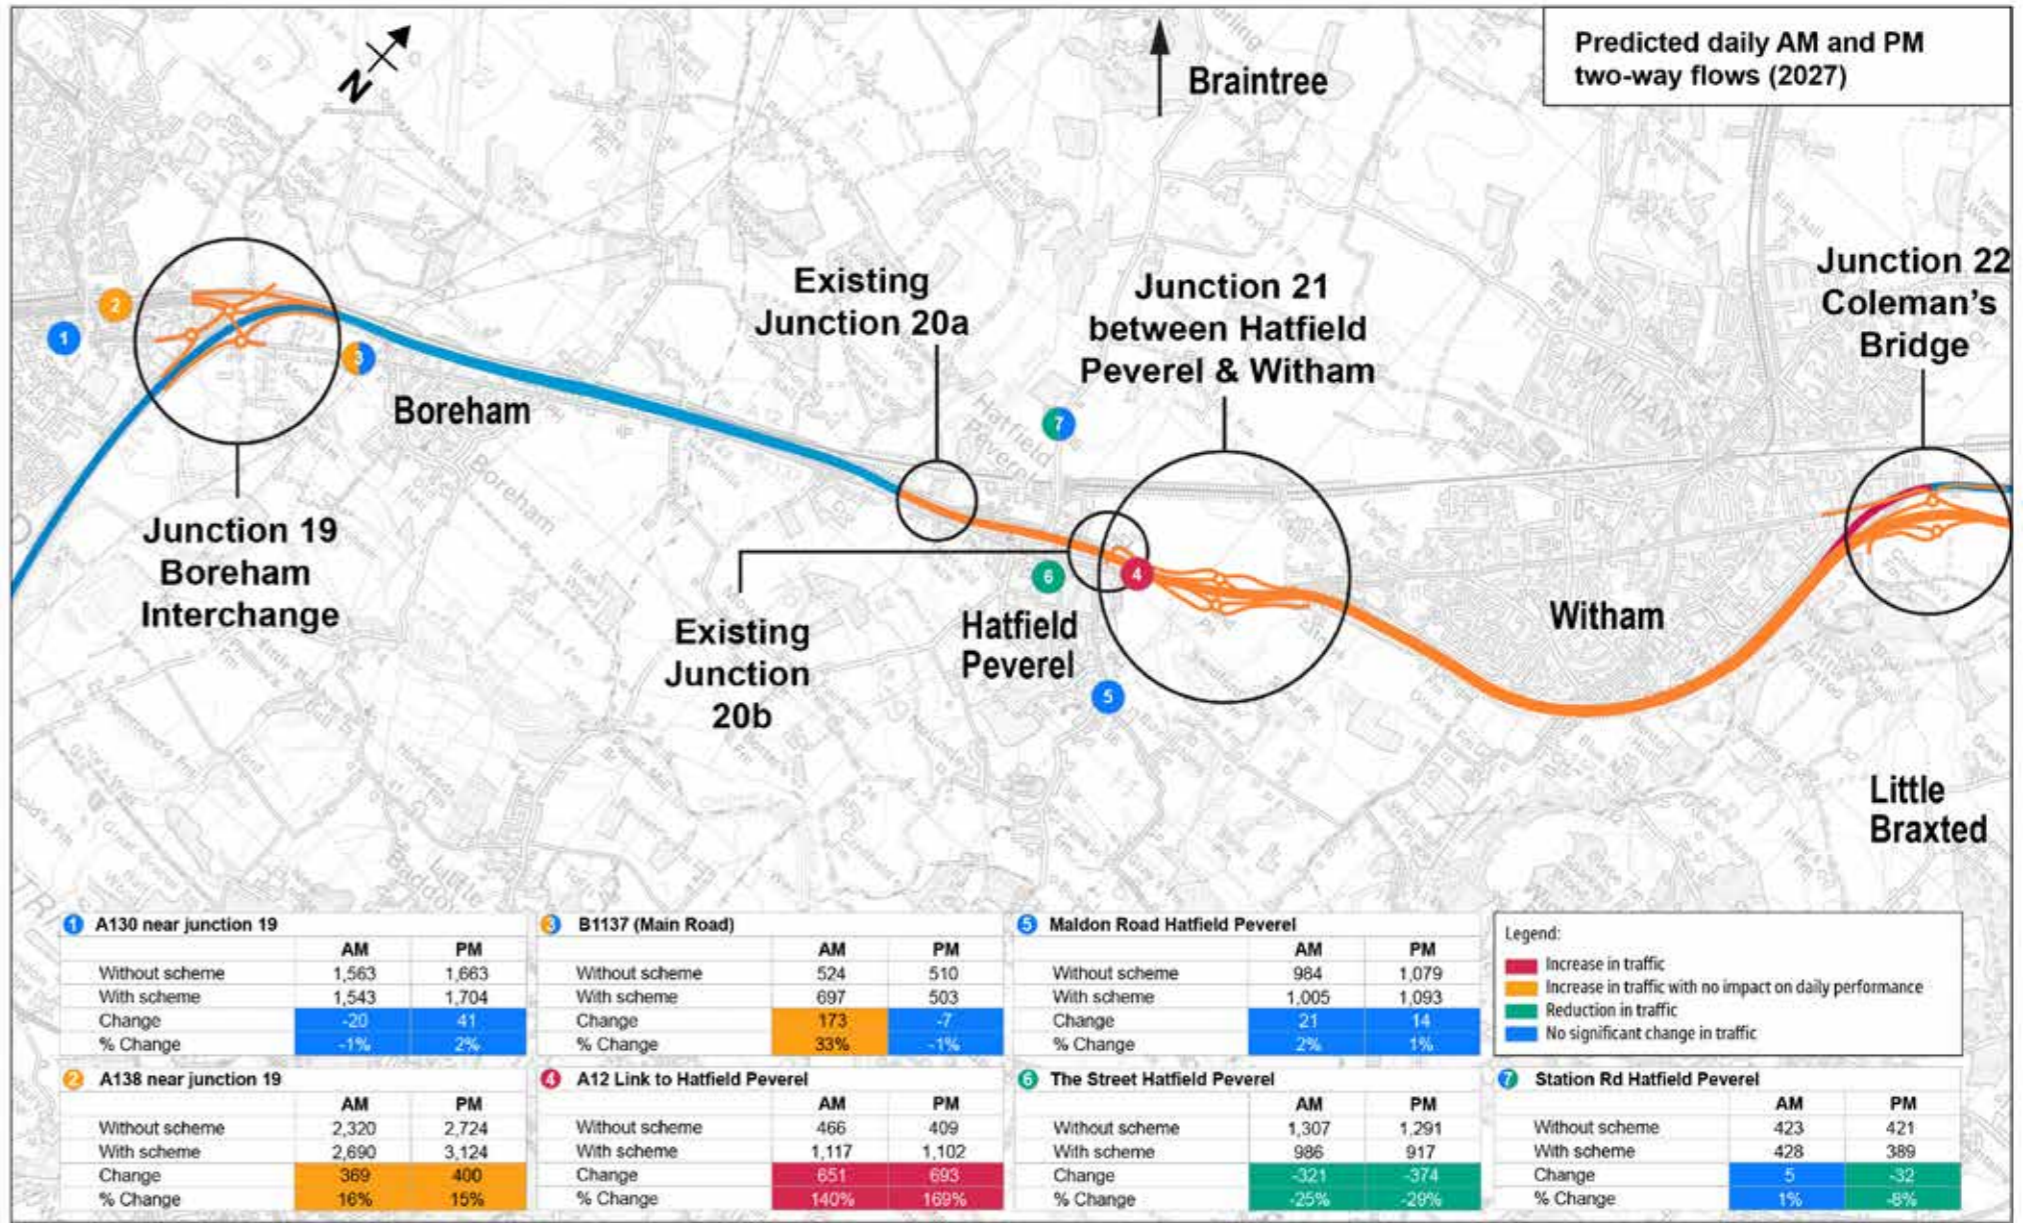 Predicted daily AM and PM
two-way flows (2027)
N
Braintree
Junction 22
Coleman's
Bridge
Existing
Junction 20a
Junction 21
between Hatfield
Peverel & Witham
2
1
3
7
Boreham
Hatfield
Peverel
WITHAM
Boreham
Junction 19
Boreham
Interchange
6
4
Existing
Junction
20b
Hatfield
Peverel
5
Witham
Little
Braxted
1 A130 near junction 19
AM PM
Without scheme 1,563 1,663
With scheme 1,543 1,704
Change -20 41
% Change -1% 2%
3 B1137 (Main Road)
AM PM
Without scheme 524 510
With scheme 697 503
Change 173 -7
% Change 33% -1%
5 Maldon Road Hatfield Peverel
AM PM
Without scheme 984 1,079
With scheme 1,005 1,093
Change 21 14
% Change 2% 1%
Legend:
Increase in traffic
Increase in traffic with no impact on daily performance
Reduction in traffic
No significant change in traffic
2 A138 near junction 19
AM PM
Without scheme 2,320 2,724
With scheme 2,690 3,124
Change 369 400
% Change 16% 15%
4 A12 Link to Hatfield Peverel
AM PM
Without scheme 466 409
With scheme 1,117 1,102
Change 651 693
% Change 140% 169%
6 The Street Hatfield Peverel
AM PM
Without scheme 1,307 1,291
With scheme 986 917
Change -321 -374
% Change -25% -29%
7 Station Rd Hatfield Peverel
AM PM
Without scheme 423 421
With scheme 428 389
Change 5 -32
% Change 1% -8%